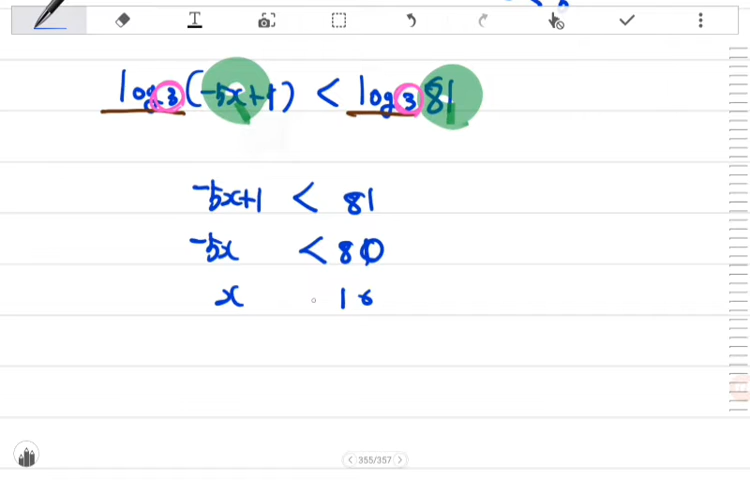 T
log₃(-5x+1) < log₃81
-5x+1 < 81
-5x < 80
x 16
< 355/357 >